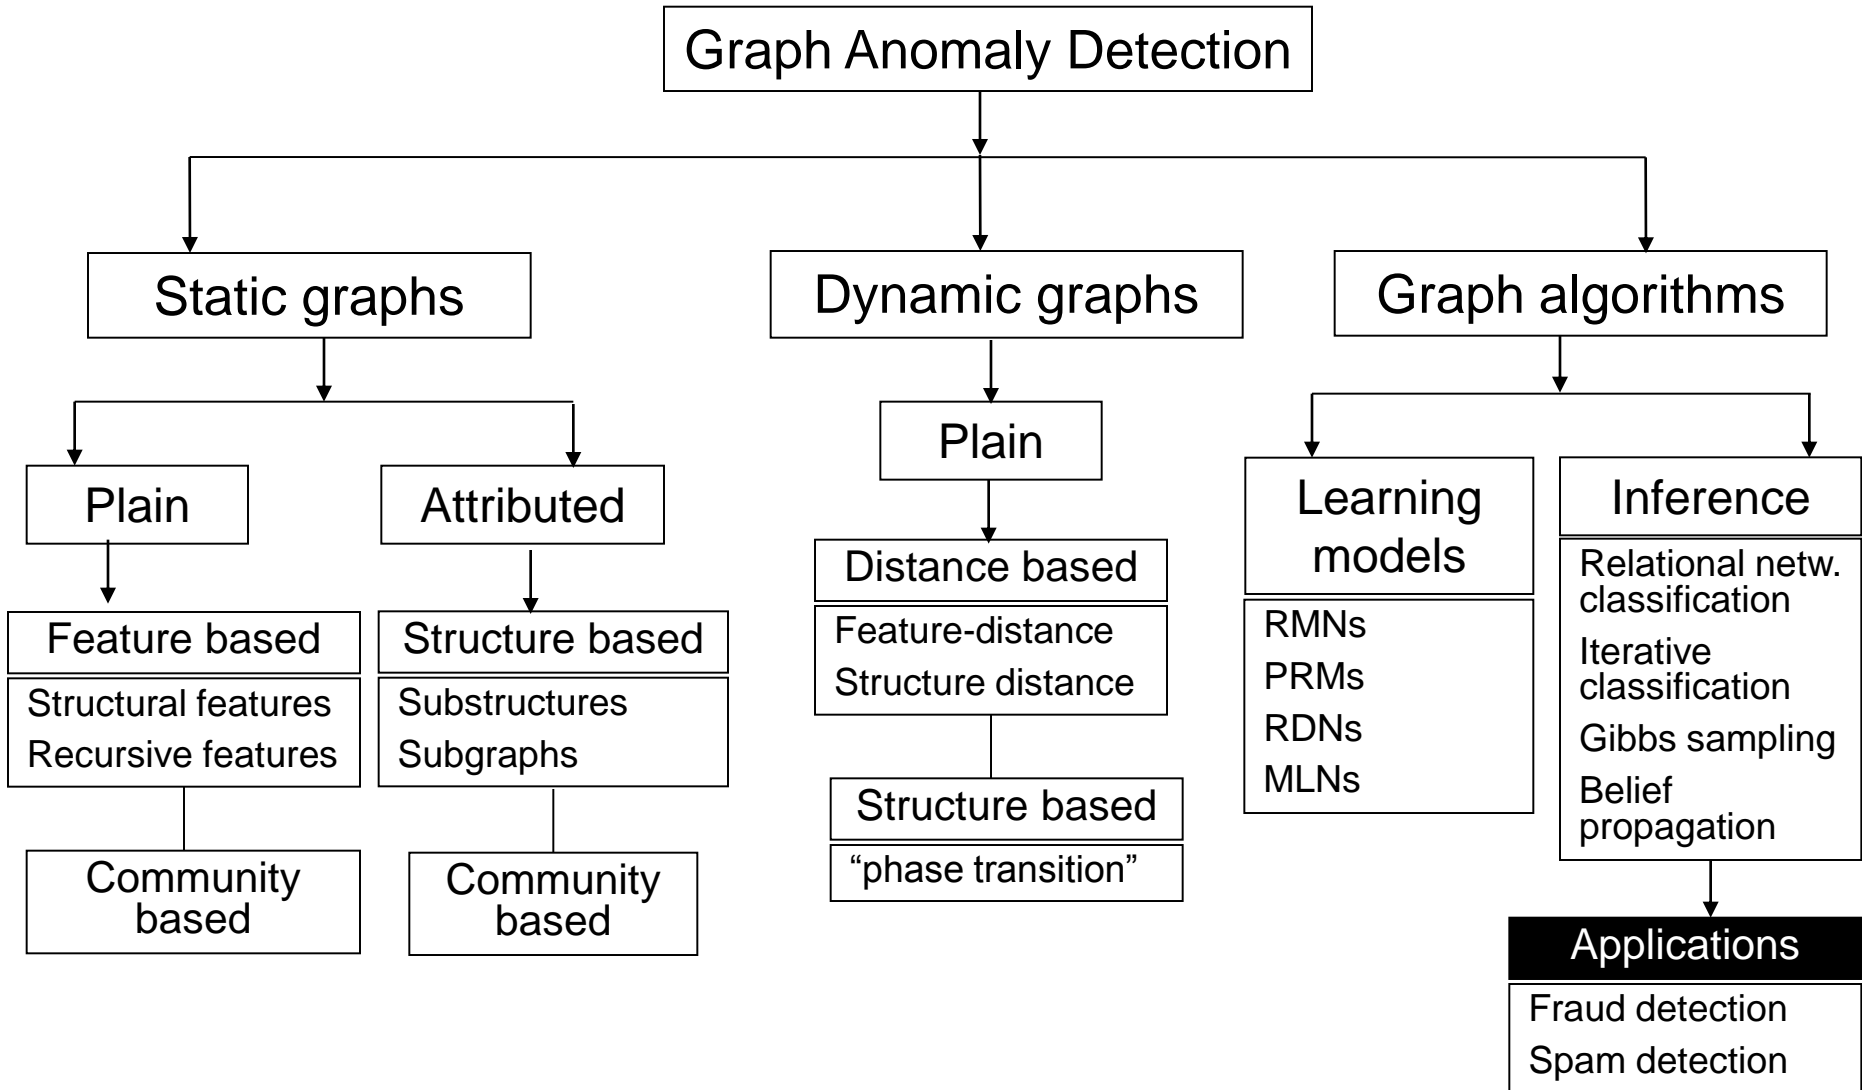 Graph Anomaly Detection
Static graphs
Dynamic graphs
Graph algorithms
Plain
Attributed
Plain
Learning
models
Inference
Feature based
Structural features
Recursive features
Community
based
Structure based
Substructures
Subgraphs
Community
based
Distance based
Feature-distance
Structure distance
Structure based
“phase transition”
RMNs
PRMs
RDNs
MLNs
Relational netw.
classification
Iterative
classification
Gibbs sampling
Belief
propagation
Applications
Fraud detection
Spam detection